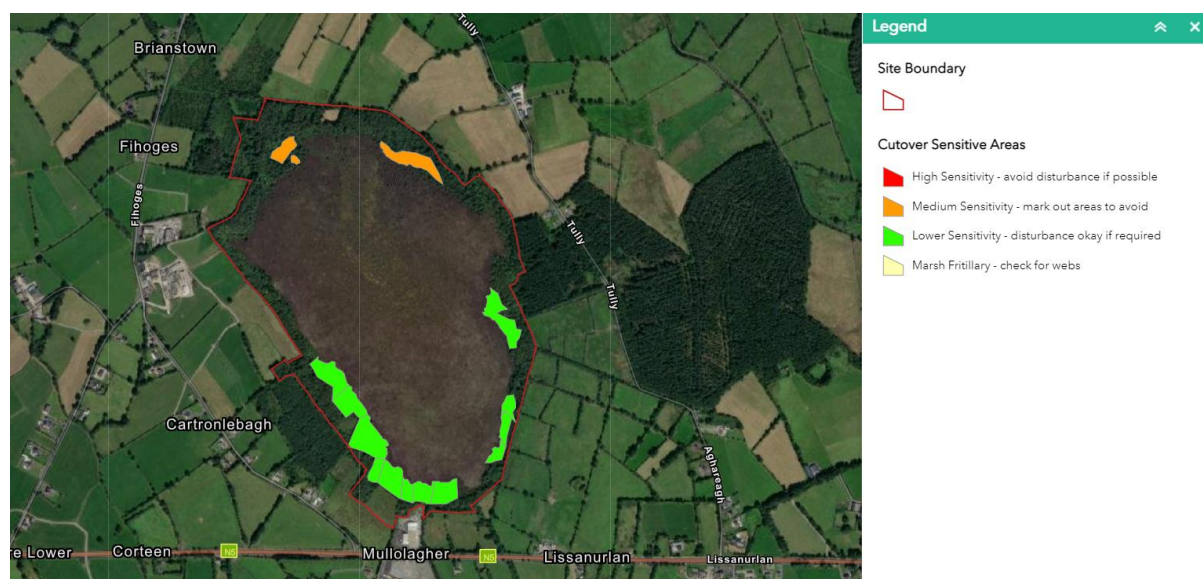 Legend
Site Boundary
Cutover Sensitive Areas
High Sensitivity - avoid disturbance if possible
Medium Sensitivity - mark out areas to avoid
Lower Sensitivity - disturbance okay if required
Marsh Fritillary - check for webs
Tully
Brianstown
Fihoges
Fihoges
Tully
Tully
Cartronlebagh
Aghareagh
re Lower
Corteen
N5
Mullolagher
N5
Lissanurlan
Lissanurlan